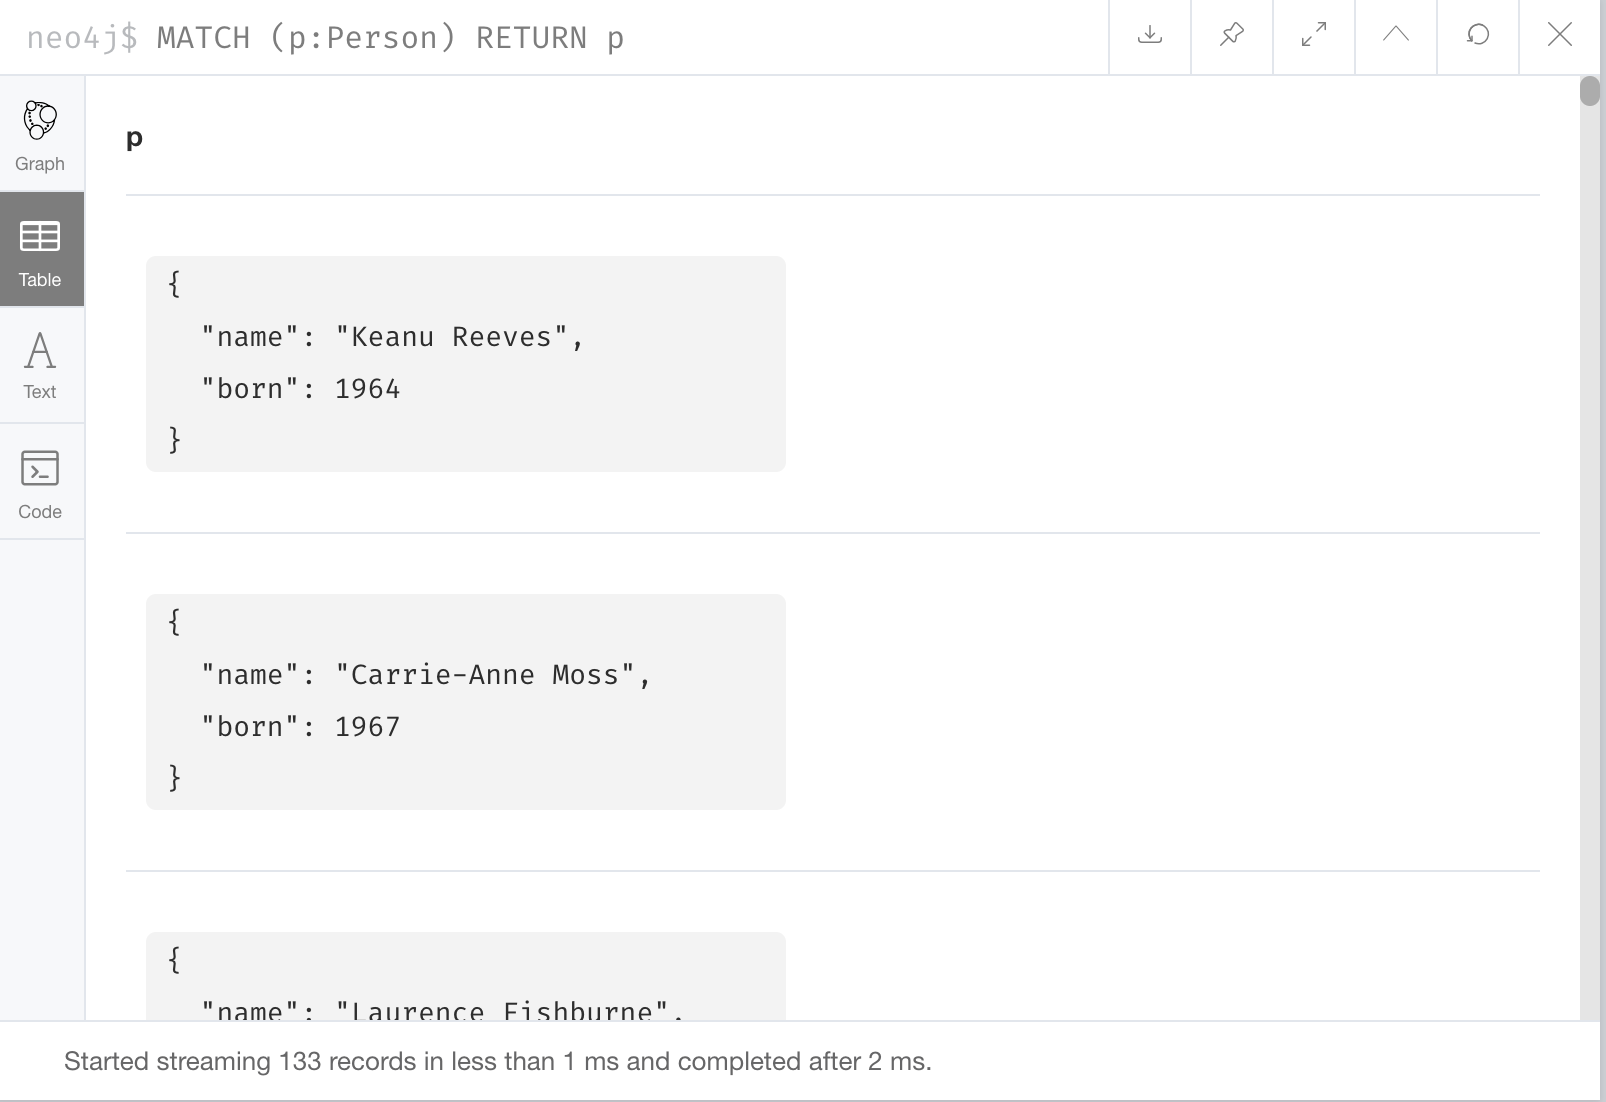 neo4j$ MATCH (p:Person) RETURN p
Graph
Table
Text
Code
p
{
"name": "Keanu Reeves",
"born": 1964
}
{
"name": "Carrie-Anne Moss",
"born": 1967
}
{
"name": "Laurence Fishburne",
Started streaming 133 records in less than 1 ms and completed after 2 ms.